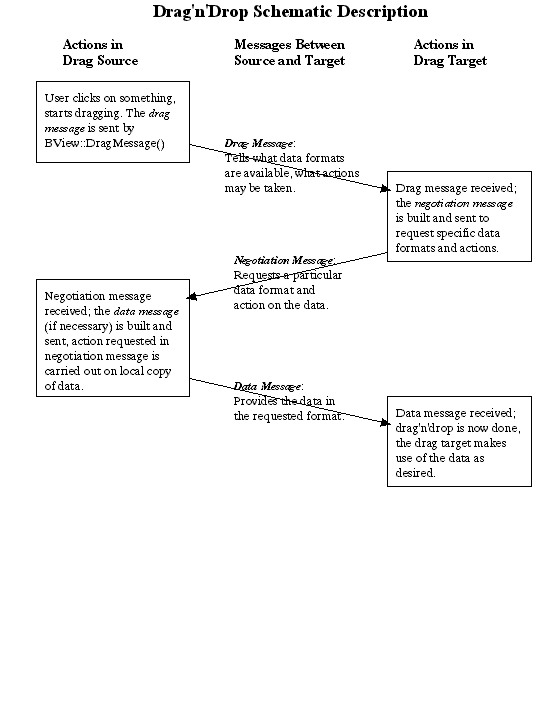 Drag'n'Drop Schematic Description
Actions in
Drag Source
Messages Between
Source and Target
Actions in
Drag Target
User clicks on something,
starts dragging. The drag
message is sent by
BView::DragMessage()
Drag Message:
Tells what data formats
are available, what actions
may be taken.
Drag message received;
the negotiation message
is built and sent to
request specific data
formats and actions.
Negotiation Message:
Requests a particular
data format and
action on the data.
Negotiation message
received; the data message
(if necessary) is built and
sent, action requested in
negotiation message is
carried out on local copy
of data.
Data Message:
Provides the data in
the requested format.
Data message received;
drag'n'drop is now done,
the drag target makes
use of the data as
desired.